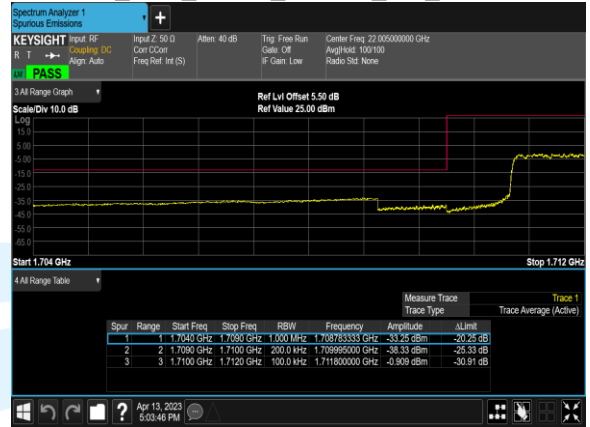 Spectrum Analyzer 1
Spurious Emissions
KEYSIGHT
R T
LW
PASS
Input: RF
Coupling: DC
Align: Auto
Input Z: 50 Ω
Corr CCorr
Freq Ref: Int (S)
Atten: 40 dB
Trig: Free Run
Gate: Off
IF Gain: Low
Center Freq: 22.005000000 GHz
Avg|Hold: 100/100
Radio Std: None
3 All Range Graph
Scale/Div 10.0 dB
Ref Lvl Offset 5.50 dB
Ref Value 25.00 dBm
Log
15.0
5.00
-5.00
-15.0
-25.0
-35.0
-45.0
-55.0
-65.0
Start 1.704 GHz
Stop 1.712 GHz
4 All Range Table
Measure Trace Trace 1
Trace Type Trace Average (Active)
Spur Range Start Freq Stop Freq RBW Frequency Amplitude ΔLimit
1 1 1.7040 GHz 1.7090 GHz 1.000 MHz 1.708783333 GHz -33.25 dBm -20.25 dB
2 2 1.7090 GHz 1.7100 GHz 200.0 kHz 1.709995000 GHz -38.33 dBm -25.33 dB
3 3 1.7100 GHz 1.7120 GHz 100.0 kHz 1.711800000 GHz -0.909 dBm -30.91 dB
?
Apr 13, 2023
5:03:46 PM